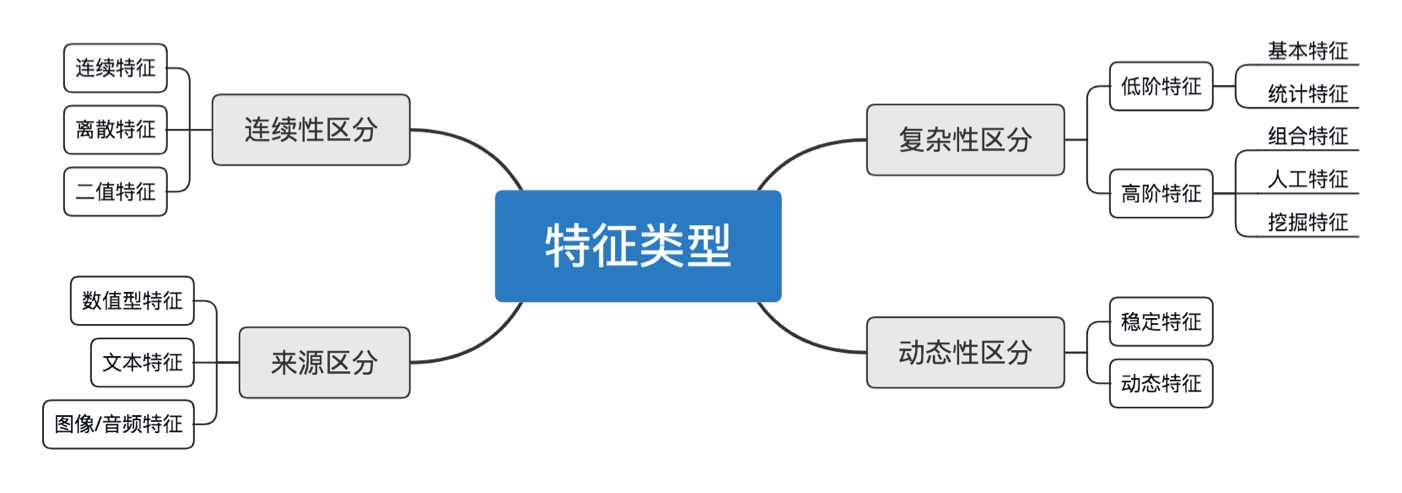 特征类型
连续性区分
连续特征
离散特征
二值特征
来源区分
数值型特征
文本特征
图像/音频特征
复杂性区分
低阶特征
基本特征
统计特征
高阶特征
组合特征
人工特征
挖掘特征
动态性区分
稳定特征
动态特征